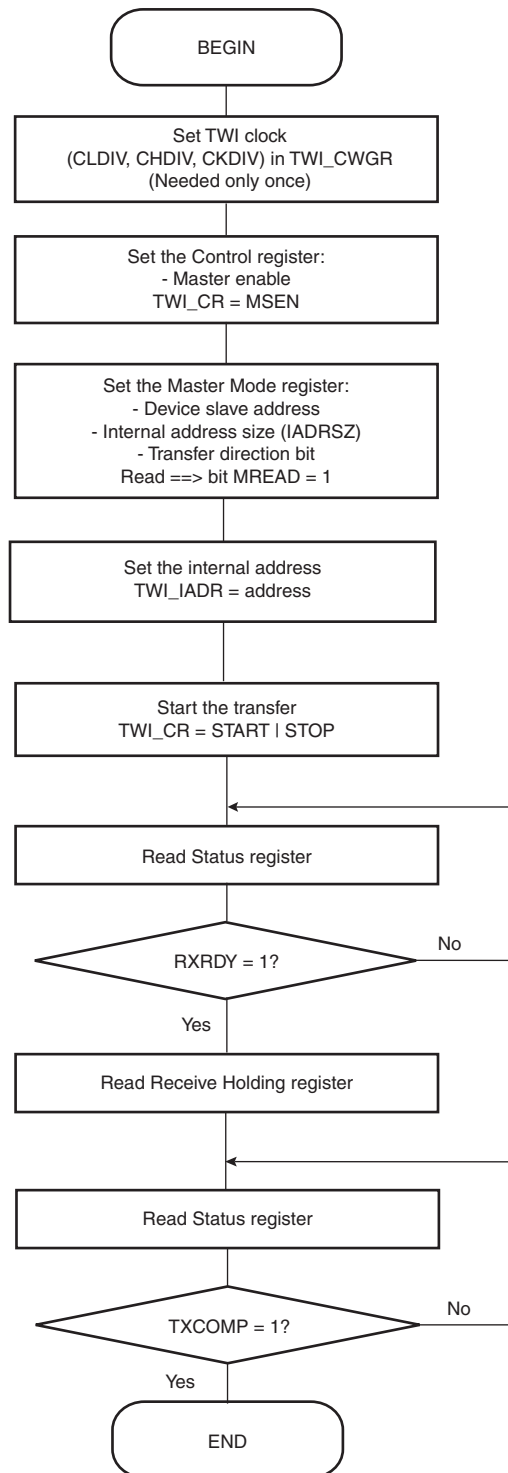 BEGIN
Set TWI clock
(CLDIV, CHDIV, CKDIV) in TWI_CWGR
(Needed only once)
Set the Control register:
- Master enable
TWI_CR = MSEN
Set the Master Mode register:
- Device slave address
- Internal address size (IADRSZ)
- Transfer direction bit
Read ==> bit MREAD = 1
Set the internal address
TWI_IADR = address
Start the transfer
TWI_CR = START | STOP
Read Status register
RXRDY = 1?
No
Yes
Read Receive Holding register
Read Status register
TXCOMP = 1?
No
Yes
END